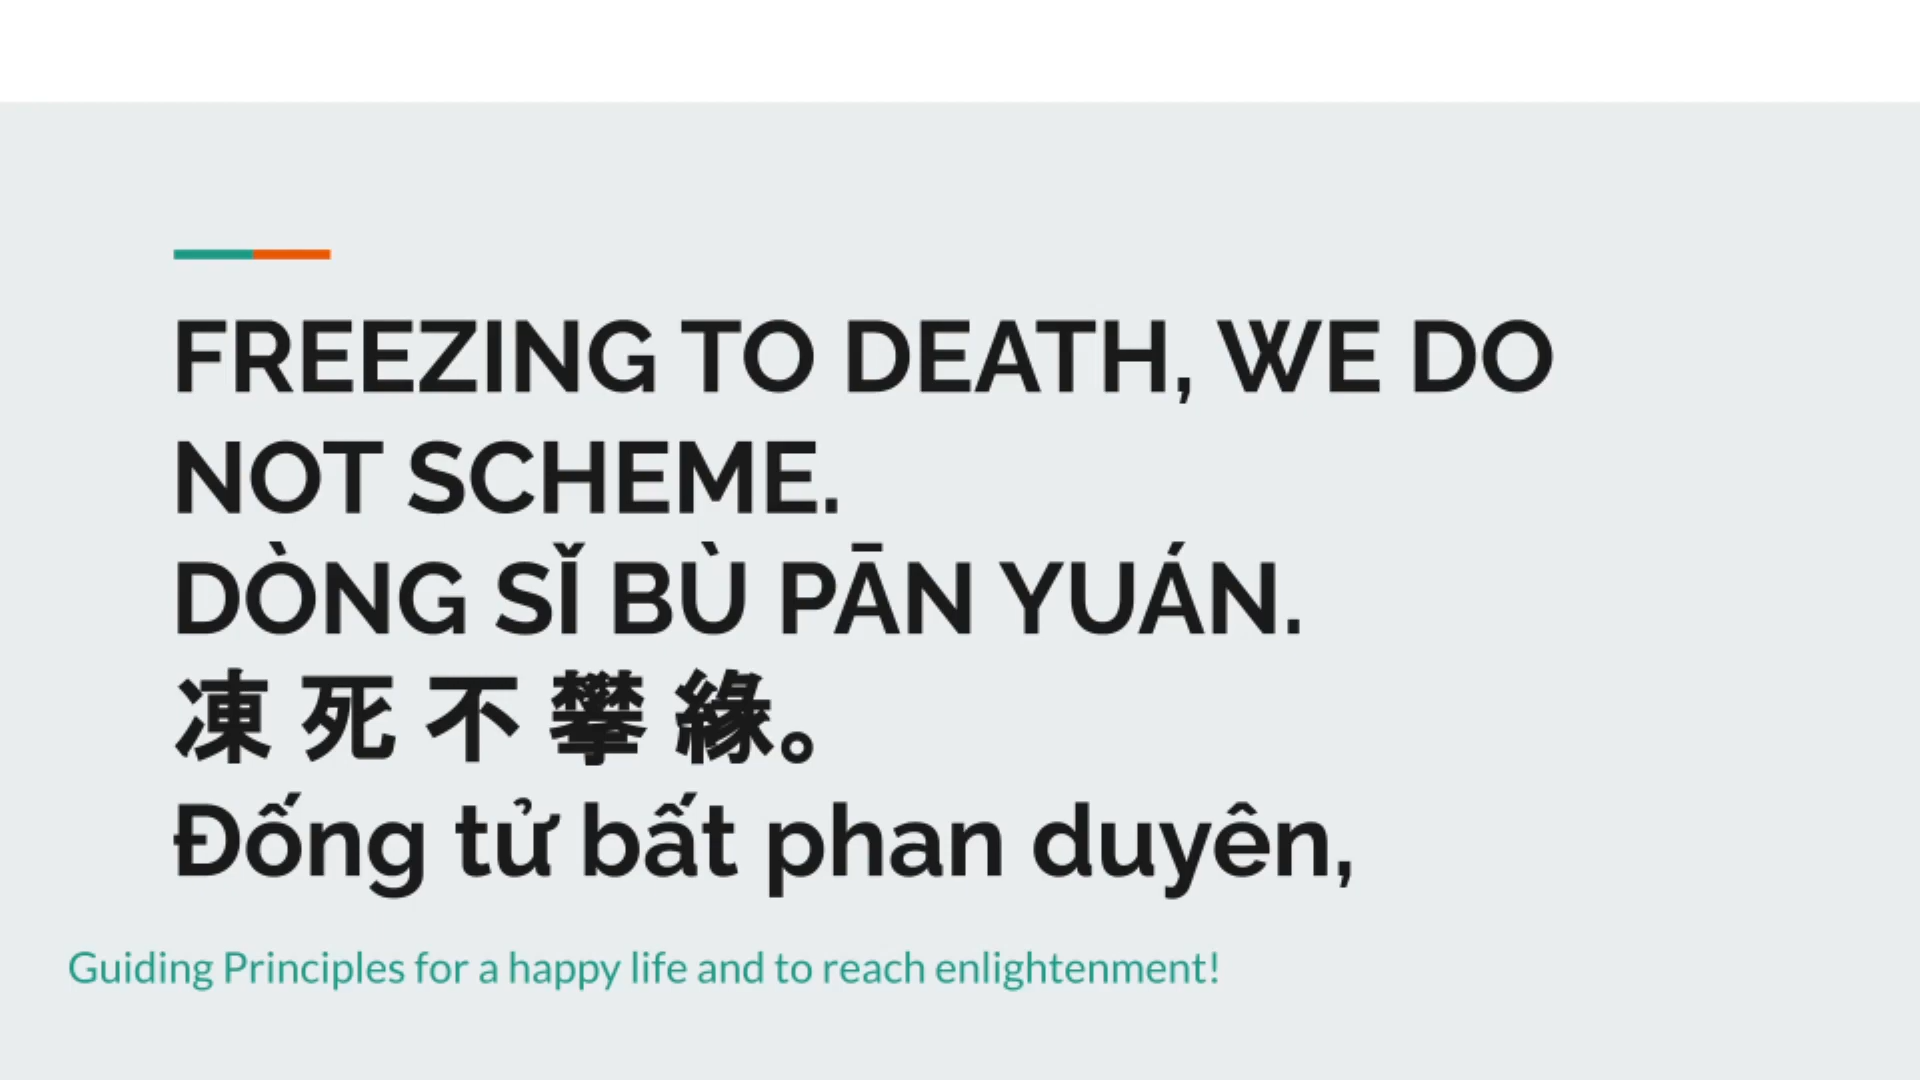 FREEZING TO DEATH, WE DO
NOT SCHEME.
DÒNG SǏ BÙ PĀN YUÁN.
凍 死 不 攀 緣。
Đống tử bất phan duyên,
Guiding Principles for a happy life and to reach enlightenment!